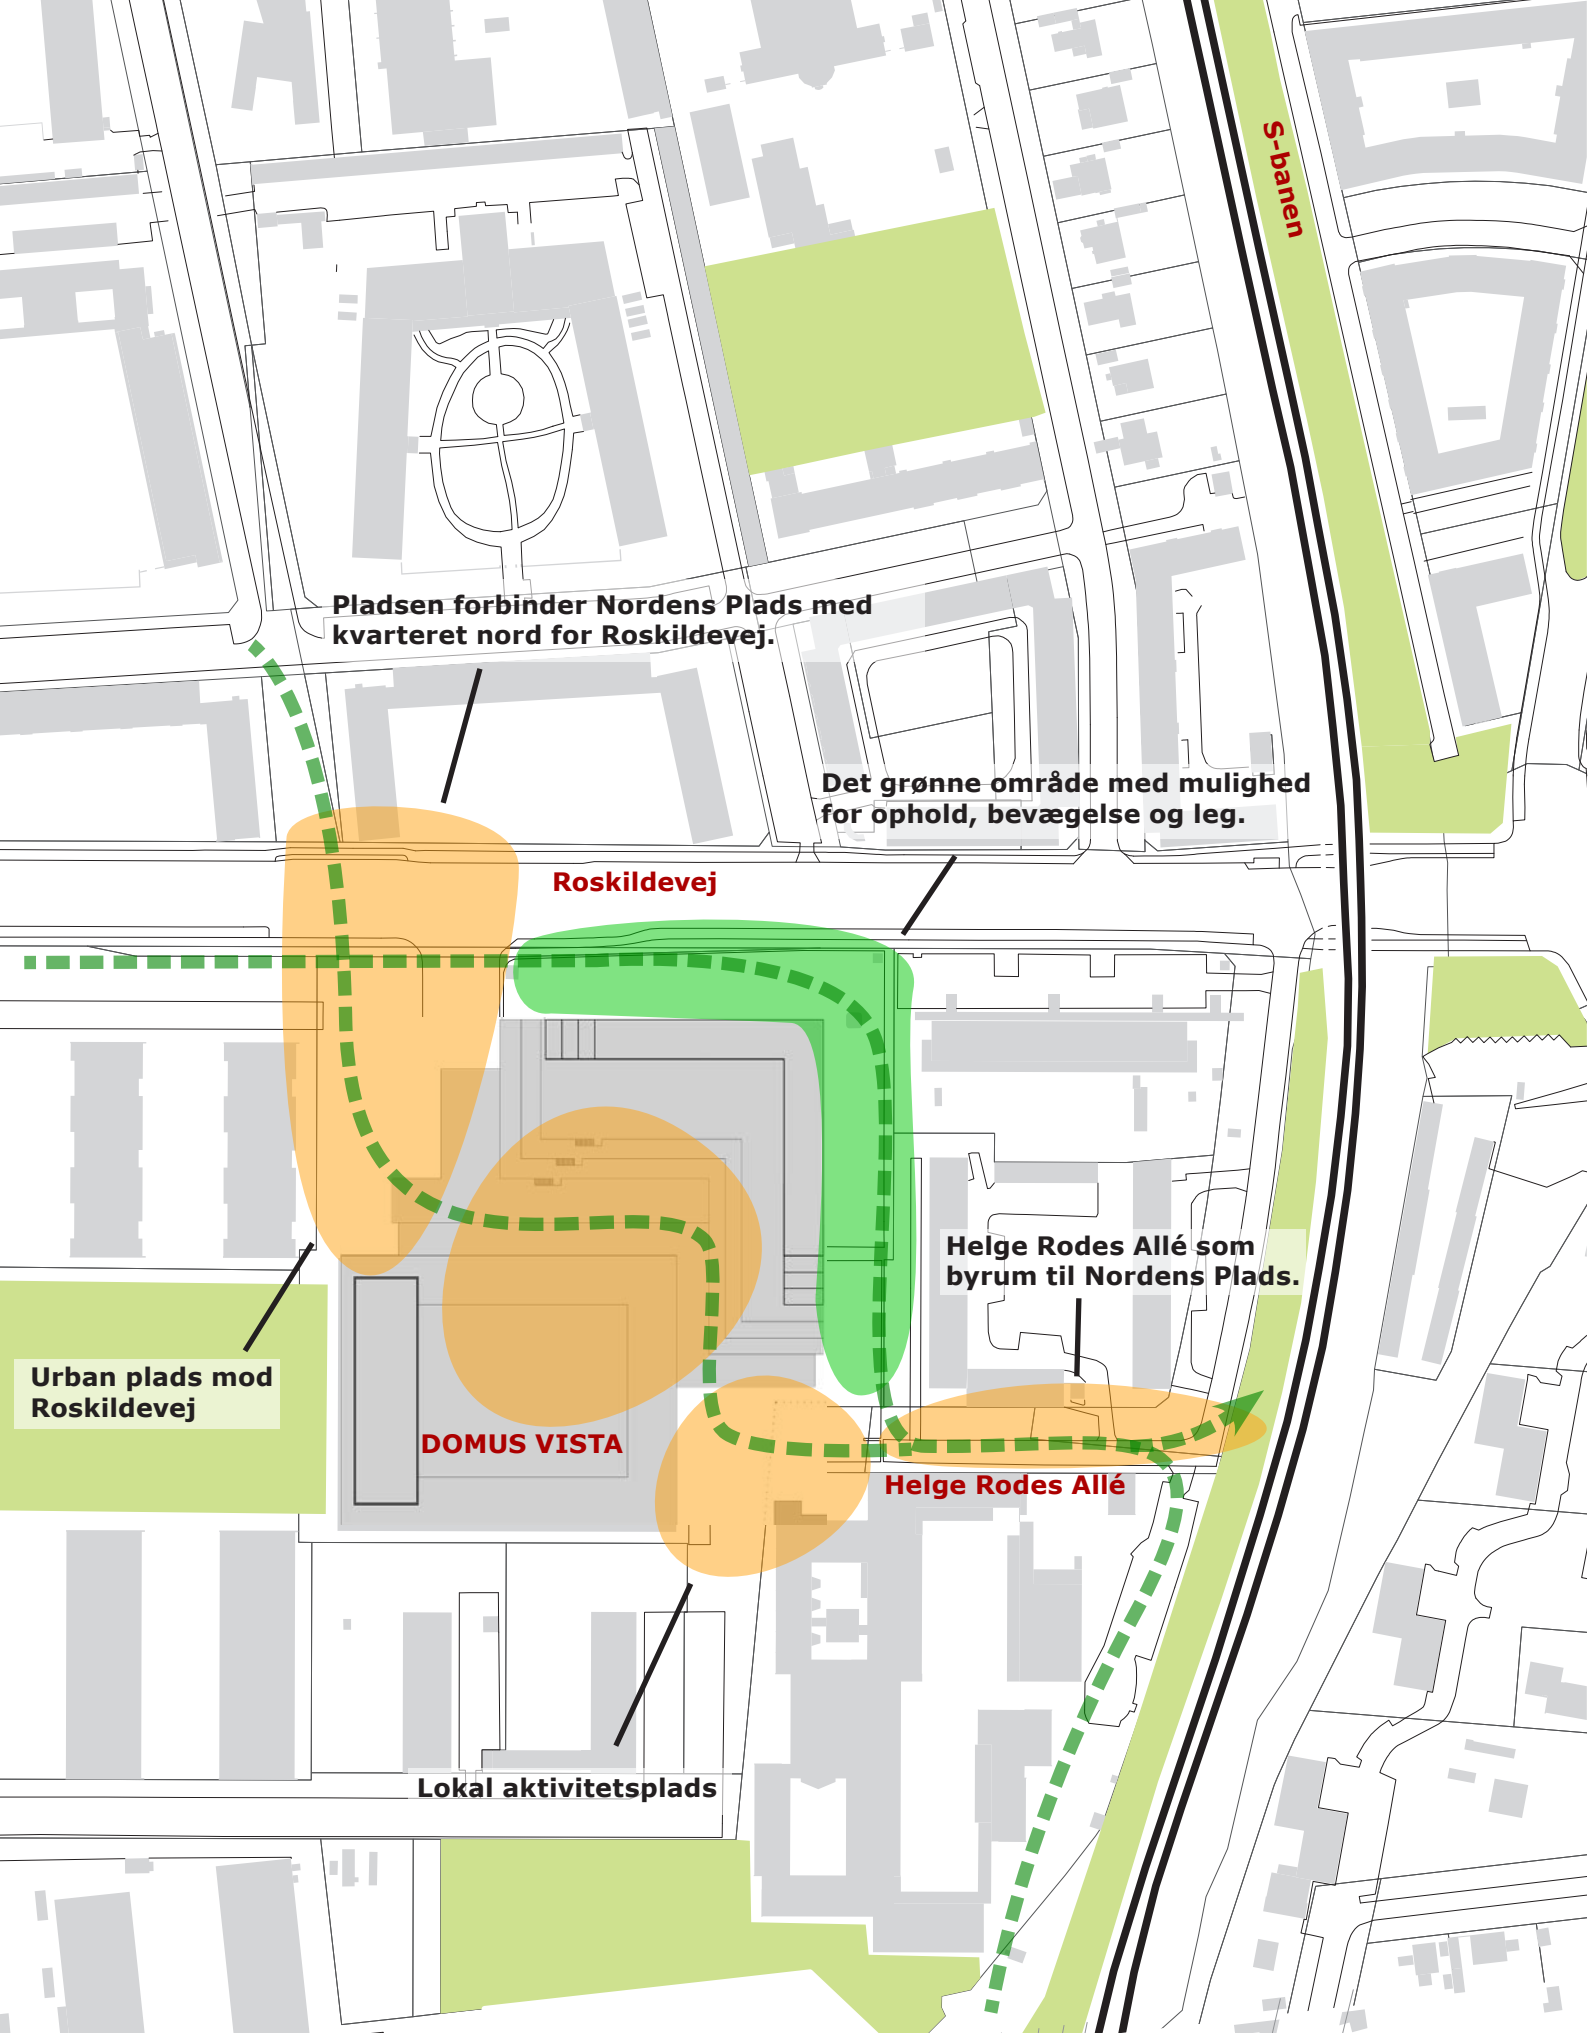 S-banen
Pladsen forbinder Nordens Plads med
kvarteret nord for Roskildevej.
Det grønne område med mulighed
for ophold, bevægelse og leg.
Roskildevej
Helge Rodes Allé som
byrum til Nordens Plads.
Urban plads mod
Roskildevej
DOMUS VISTA
Helge Rodes Allé
Lokal aktivitetsplads